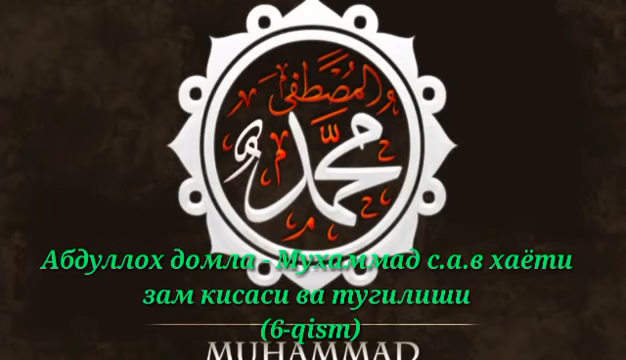 المصطفى
محمد
Абдуллох домла - Мухаммад с.а.в хаёти
зам кисаси ва тугилиши
(6-qism)
MUHAMMAD